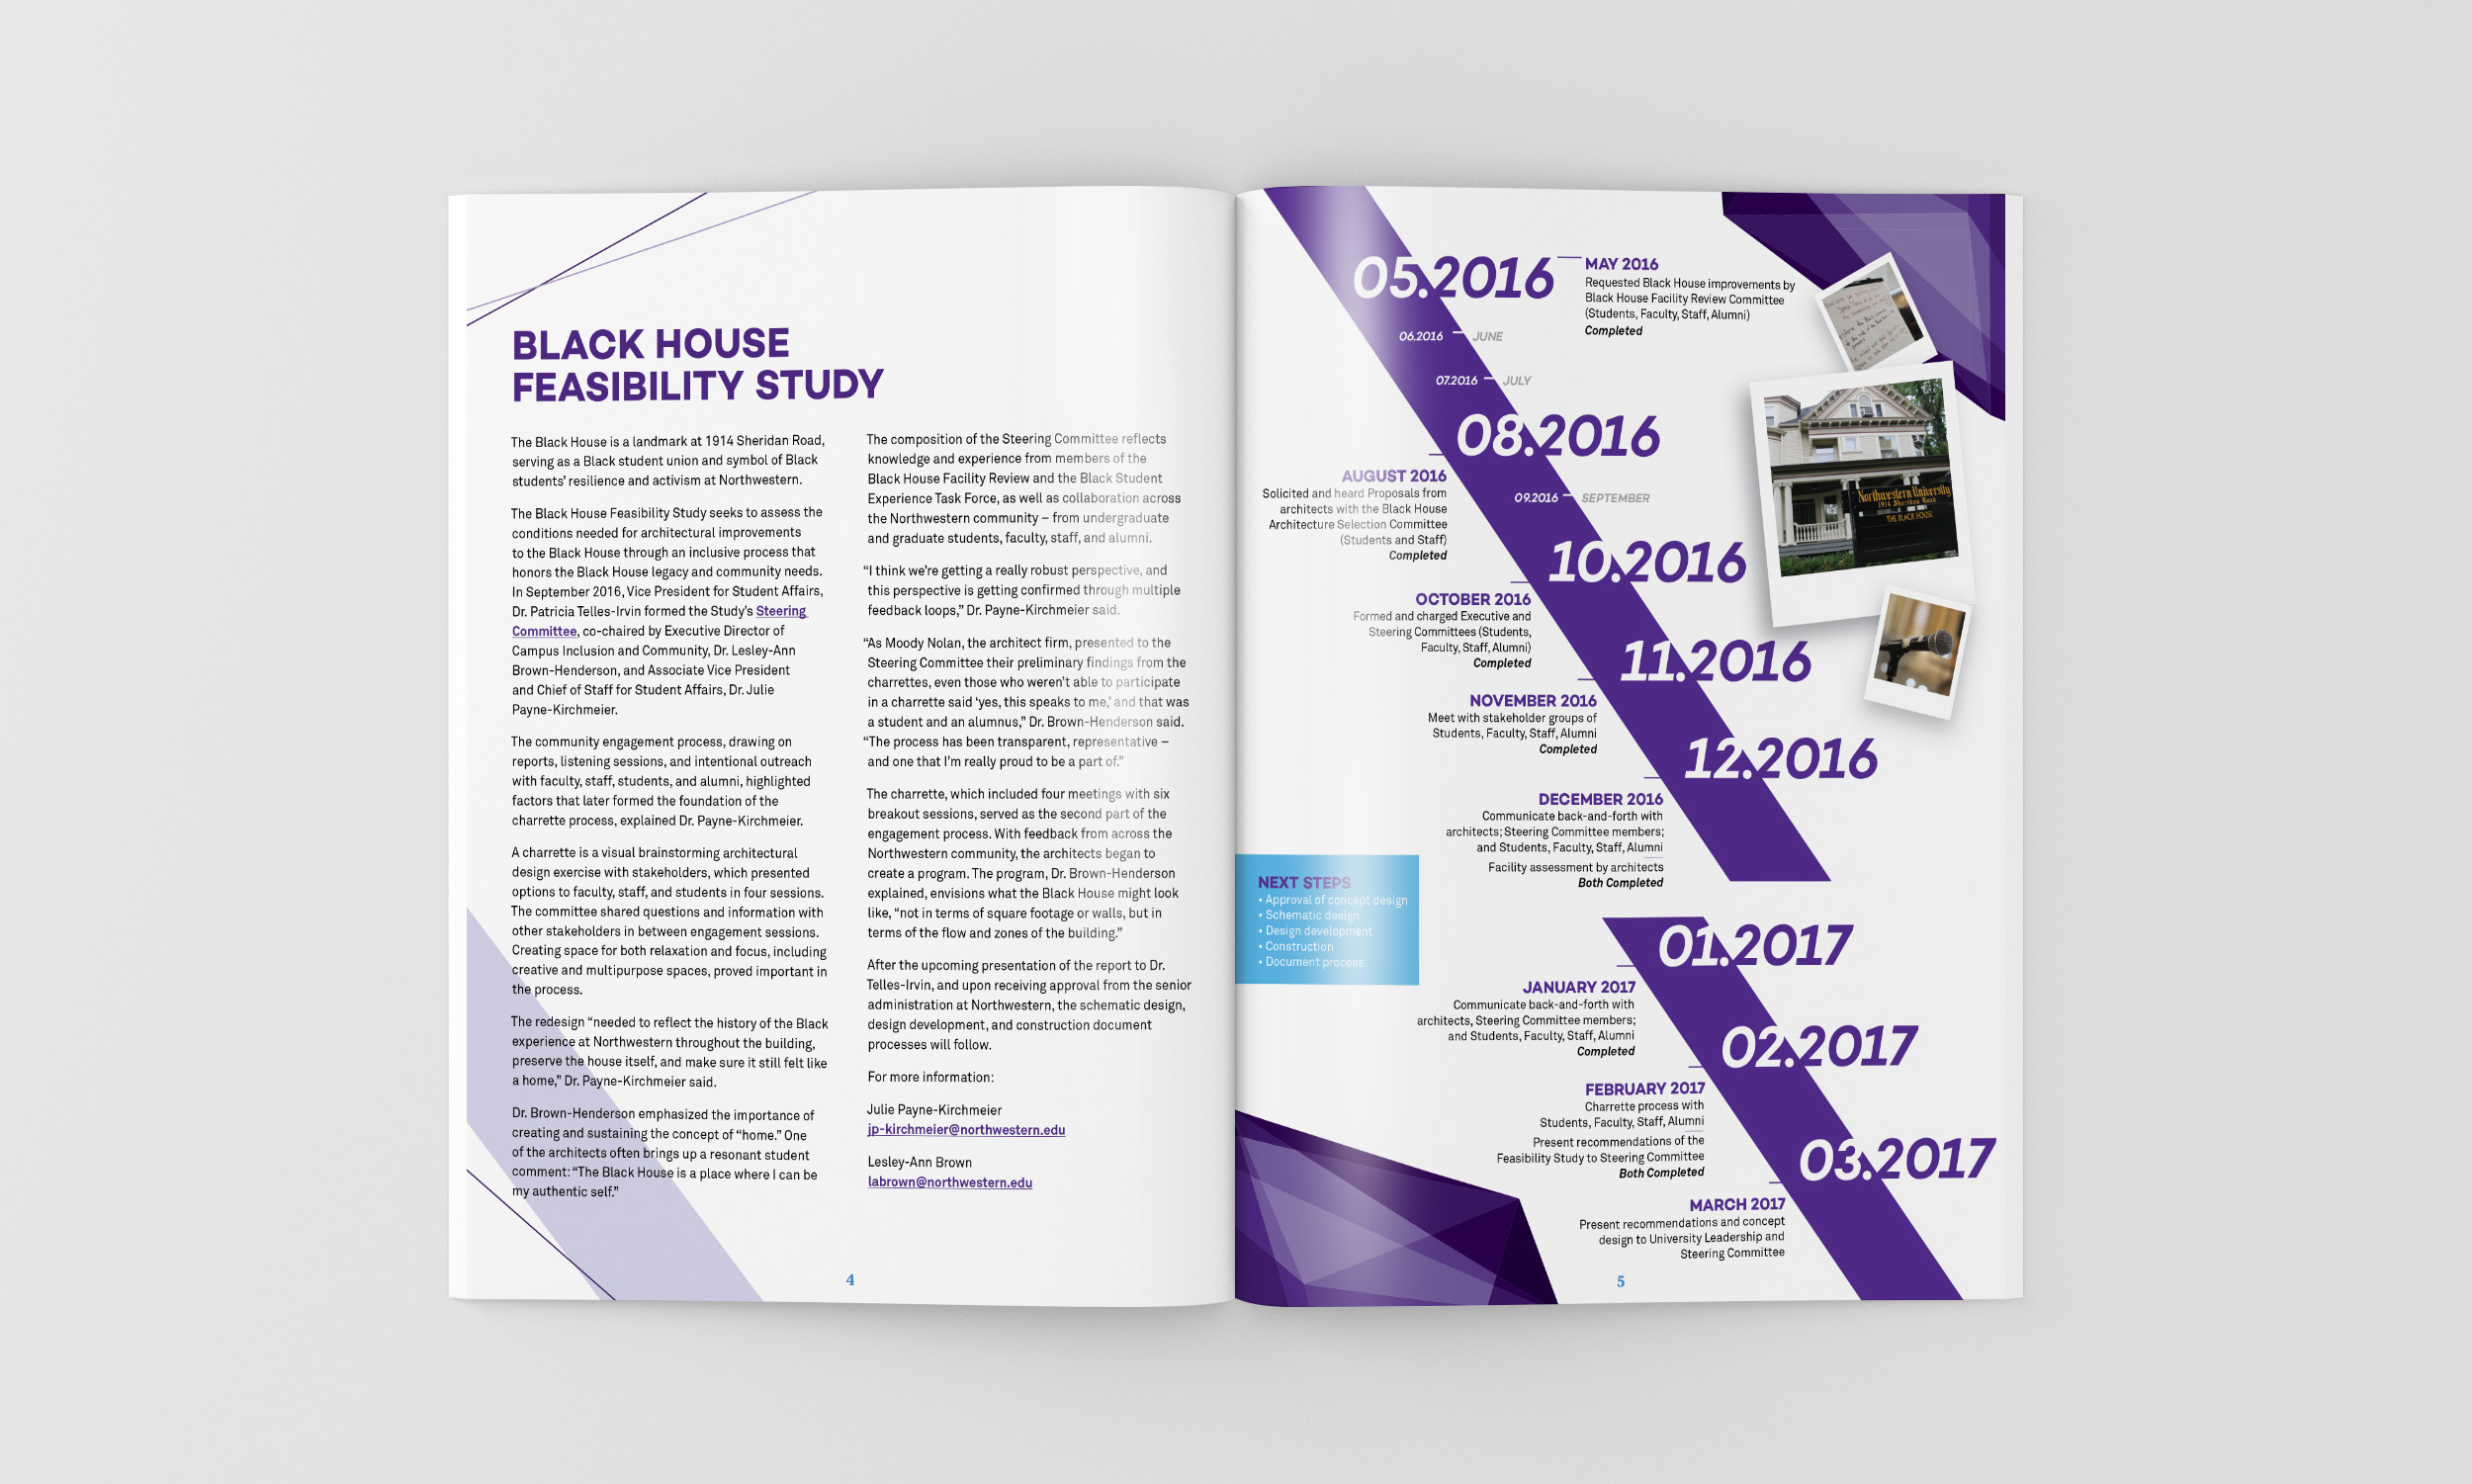 BLACK HOUSE
FEASIBILITY STUDY
The Black House is a landmark at 1914 Sheridan Road,
serving as a Black student union and symbol of Black
students' resilience and activism at Northwestern.
The Black House Feasibility Study seeks to assess the
conditions needed for architectural improvements
to the Black House through an inclusive process that
honors the Black House legacy and community needs.
In September 2016, Vice President for Student Affairs,
Dr. Patricia Telles-Irvin formed the Study's Steering
Committee, co-chaired by Executive Director of
Campus Inclusion and Community, Dr. Lesley-Ann
Brown-Henderson, and Associate Vice President
and Chief of Staff for Student Affairs, Dr. Julie
Payne-Kirchmeier.
The community engagement process, drawing on
reports, listening sessions, and intentional outreach
with faculty, staff, students, and alumni, highlighted
factors that later formed the foundation of the
charrette process, explained Dr. Payne-Kirchmeier.
A charrette is a visual brainstorming architectural
design exercise with stakeholders, which presented
options to faculty, staff, and students in four sessions.
The committee shared questions and information with
other stakeholders in between engagement sessions.
Creating space for both relaxation and focus, including
creative and multipurpose spaces, proved important in
the process.
The redesign “needed to reflect the history of the Black
experience at Northwestern throughout the building,
preserve the house itself, and make sure it still felt like
a home,” Dr. Payne-Kirchmeier said.
Dr. Brown-Henderson emphasized the importance of
creating and sustaining the concept of “home.” One
of the architects often brings up a resonant student
comment: “The Black House is a place where I can be
my authentic self.”
The composition of the Steering Committee reflects
knowledge and experience from members of the
Black House Facility Review and the Black Student
Experience Task Force, as well as collaboration across
the Northwestern community – from undergraduate
and graduate students, faculty, staff, and alumni.
“I think we're getting a really robust perspective, and
this perspective is getting confirmed through multiple
feedback loops,” Dr. Payne-Kirchmeier said.
“As Moody Nolan, the architect firm, presented to the
Steering Committee their preliminary findings from the
charrettes, even those who weren't able to participate
in a charrette said ‘yes, this speaks to me,’ and that was
a student and an alumnus,” Dr. Brown-Henderson said.
“The process has been transparent, representative –
and one that I'm really proud to be a part of.”
The charrette, which included four meetings with six
breakout sessions, served as the second part of the
engagement process. With feedback from across the
Northwestern community, the architects began to
create a program. The program, Dr. Brown-Henderson
explained, envisions what the Black House might look
like, “not in terms of square footage or walls, but in
terms of the flow and zones of the building.”
After the upcoming presentation of the report to Dr.
Telles-Irvin, and upon receiving approval from the senior
administration at Northwestern, the schematic design,
design development, and construction document
processes will follow.
For more information:
Julie Payne-Kirchmeier
jp-kirchmeier@northwestern.edu
Lesley-Ann Brown
labrown@northwestern.edu
4
05.2016
MAY 2016
Requested Black House improvements by
Black House Facility Review Committee
(Students, Faculty, Staff, Alumni)
Completed
06.2016 JUNE
07.2016 JULY
08.2016
AUGUST 2016
Solicited and heard Proposals from
architects with the Black House
Architecture Selection Committee
(Students and Staff)
Completed
09.2016 SEPTEMBER
10.2016
OCTOBER 2016
Formed and charged Executive and
Steering Committees (Students,
Faculty, Staff, Alumni)
Completed
Northwestern University
1914 Sheridan Road
THE BLACK HOUSE
11.2016
NOVEMBER 2016
Meet with stakeholder groups of
Students, Faculty, Staff, Alumni
Completed
12.2016
DECEMBER 2016
Communicate back-and-forth with
architects; Steering Committee members;
and Students, Faculty, Staff, Alumni
Facility assessment by architects
Both Completed
NEXT STEPS
• Approval of concept design
• Schematic design
• Design development
• Construction
• Document process
01.2017
JANUARY 2017
Communicate back-and-forth with
architects, Steering Committee members;
and Students, Faculty, Staff, Alumni
Completed
02.2017
FEBRUARY 2017
Charrette process with
Students, Faculty, Staff, Alumni
Present recommendations of the
Feasibility Study to Steering Committee
Both Completed
03.2017
MARCH 2017
Present recommendations and concept
design to University Leadership and
Steering Committee
5